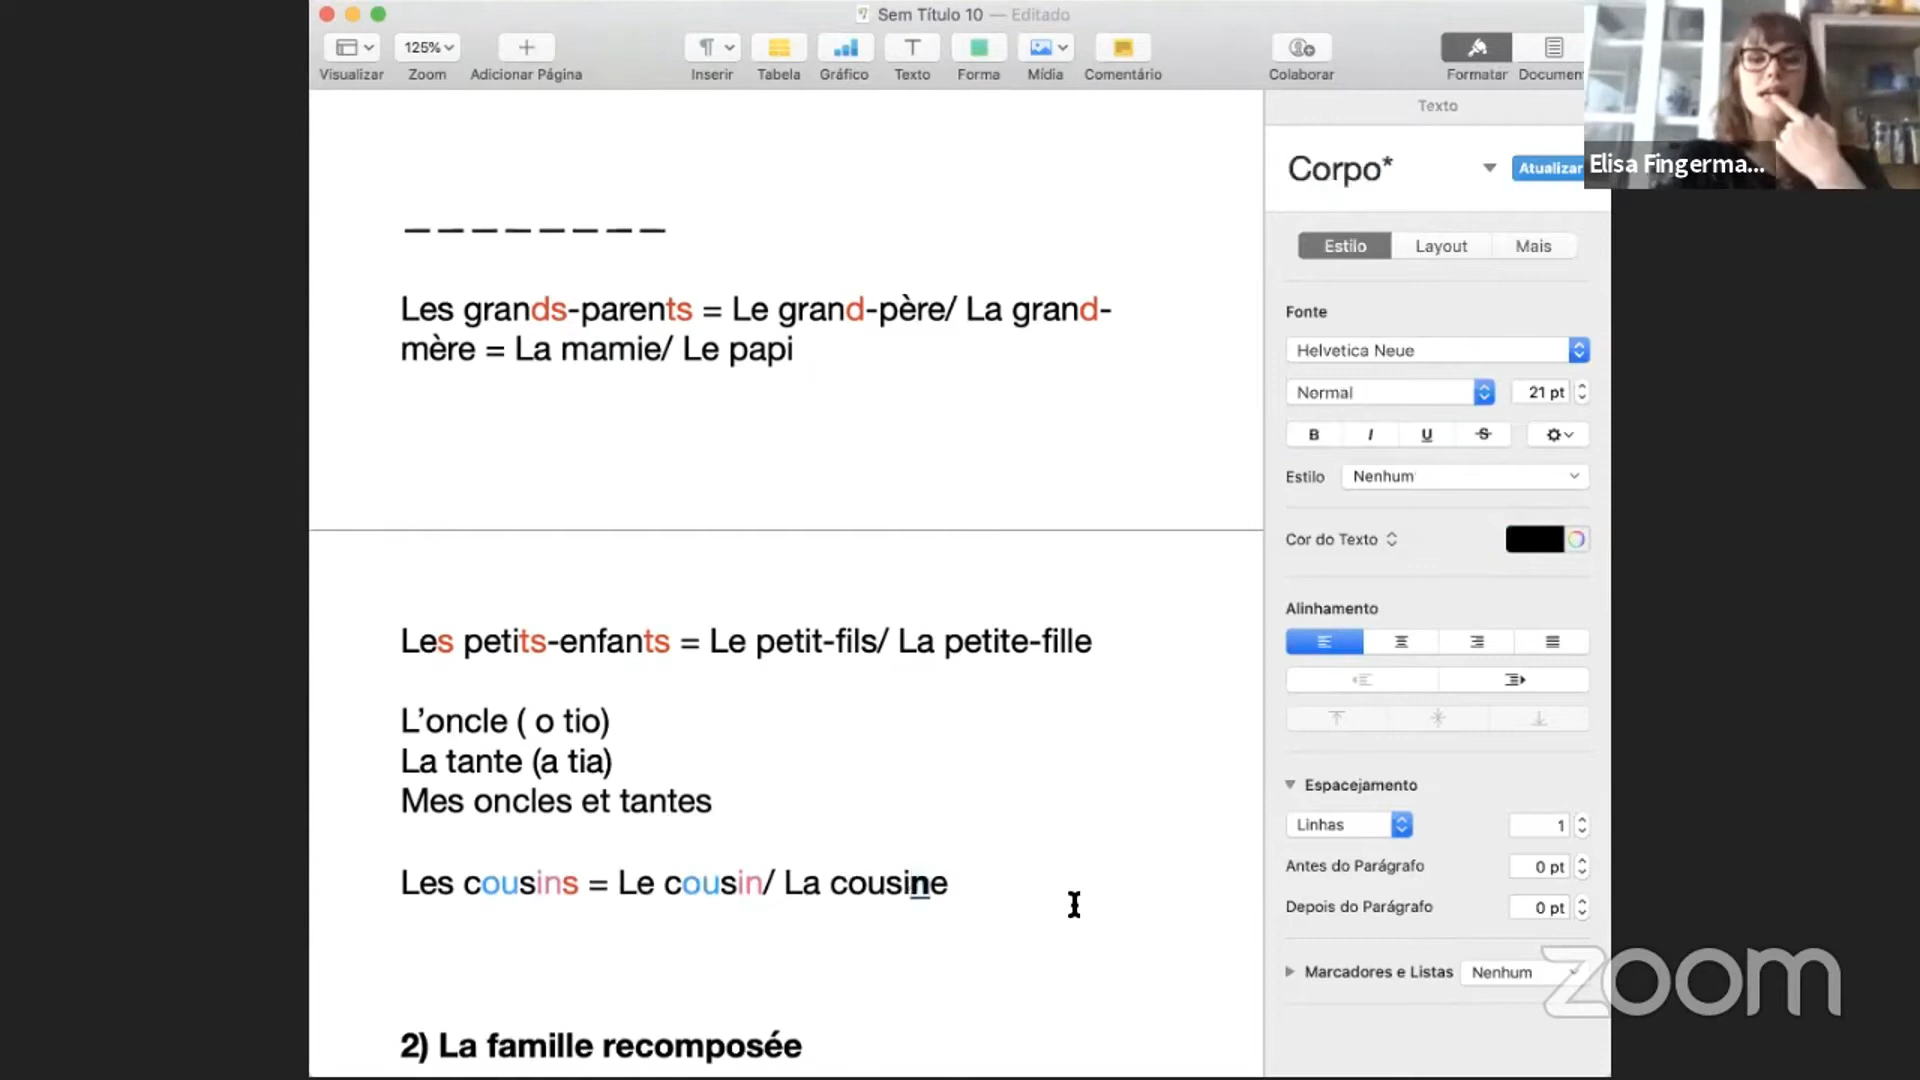 Sem Título 10 — Editado
125%
Visualizar Zoom Adicionar Página Inserir Tabela Gráfico Texto Forma Mídia Comentário Colaborar Formatar Documen
Texto
Corpo* Atualizar
Elisa Fingerma...
Estilo Layout Mais
Les grands-parents = Le grand-père/ La grand-
mère = La mamie/ Le papi
Les petits-enfants = Le petit-fils/ La petite-fille
L’oncle ( o tio)
La tante (a tia)
Mes oncles et tantes
Les cousins = Le cousin/ La cousine
2) La famille recomposée
Fonte
Helvetica Neue
Normal 21 pt
B I U S
Estilo Nenhum
Cor do Texto
Alinhamento
Espacejamento
Linhas 1
Antes do Parágrafo 0 pt
Depois do Parágrafo 0 pt
Marcadores e Listas Nenhum
zoom